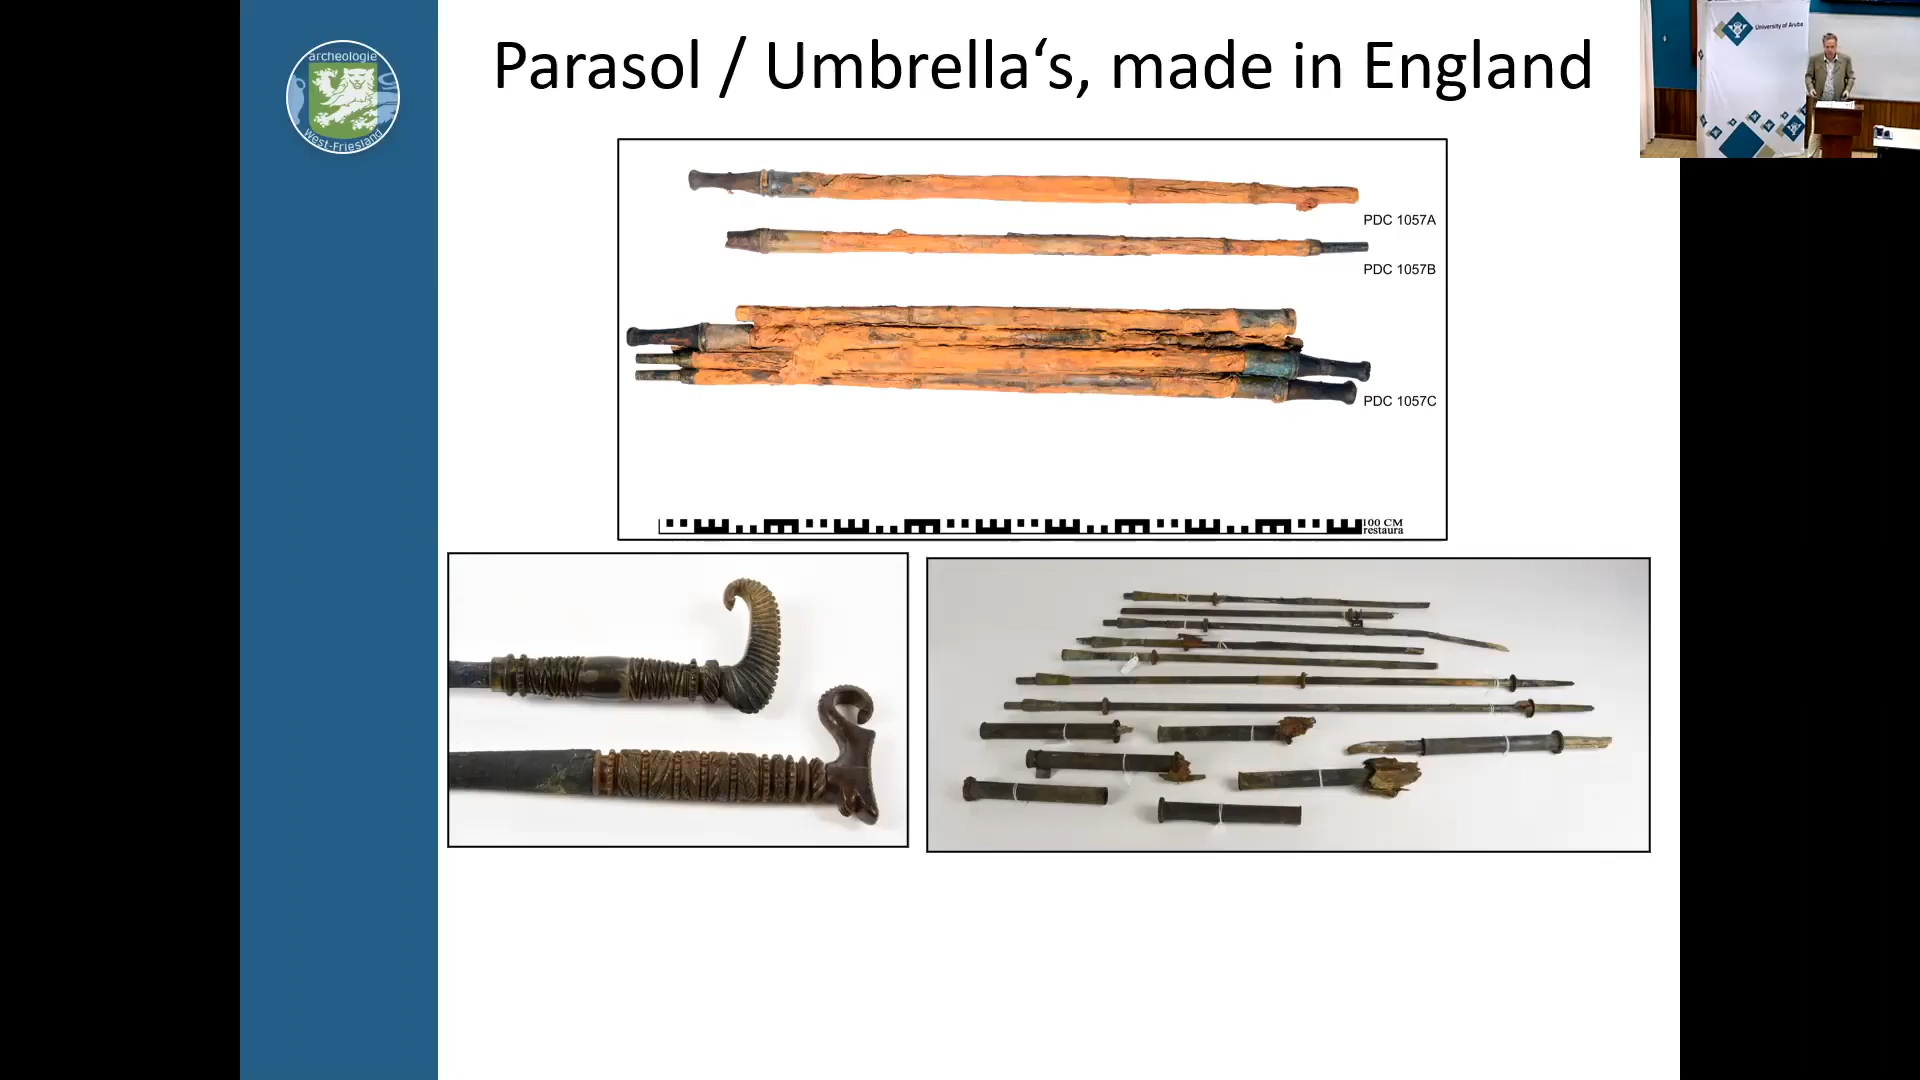 archeologie
West-Friesland
Parasol / Umbrella‘s, made in England
University of Aruba
PDC 1057A
PDC 1057B
PDC 1057C
100 CM
restaura